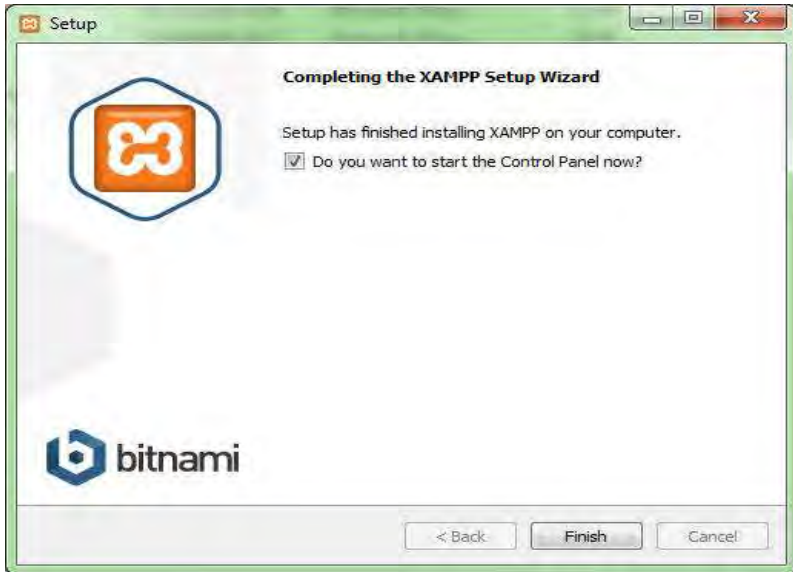 Setup
Completing the XAMPP Setup Wizard
Setup has finished installing XAMPP on your computer.
Do you want to start the Control Panel now?
bitnami
< Back
Finish
Cancel